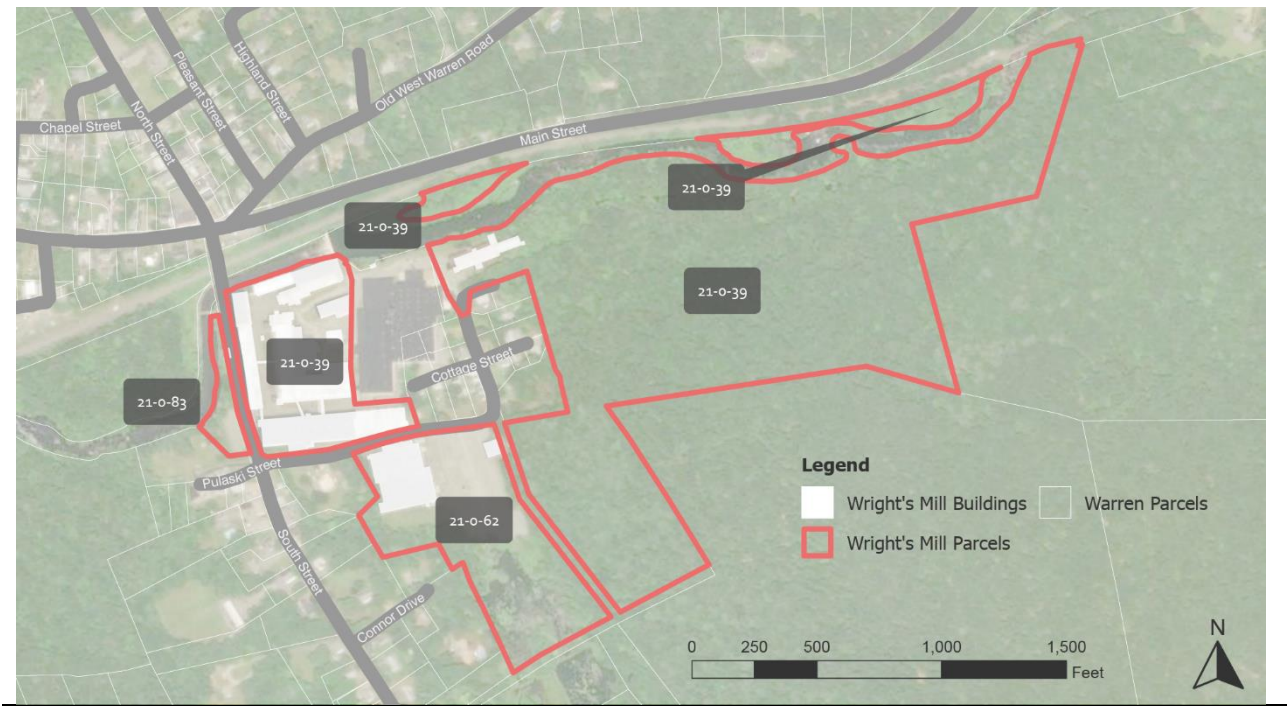 Highland Street
Pleasant Street
Old West Warren Road
North Street
Chapel Street
Main Street
21-0-39
21-0-39
21-0-39
21-0-39
Cottage Street
21-0-83
Pulaski Street
21-0-62
South Street
Connor Drive
Legend
Wright's Mill Buildings Warren Parcels
Wright's Mill Parcels
0 250 500 1,000 1,500
Feet
N